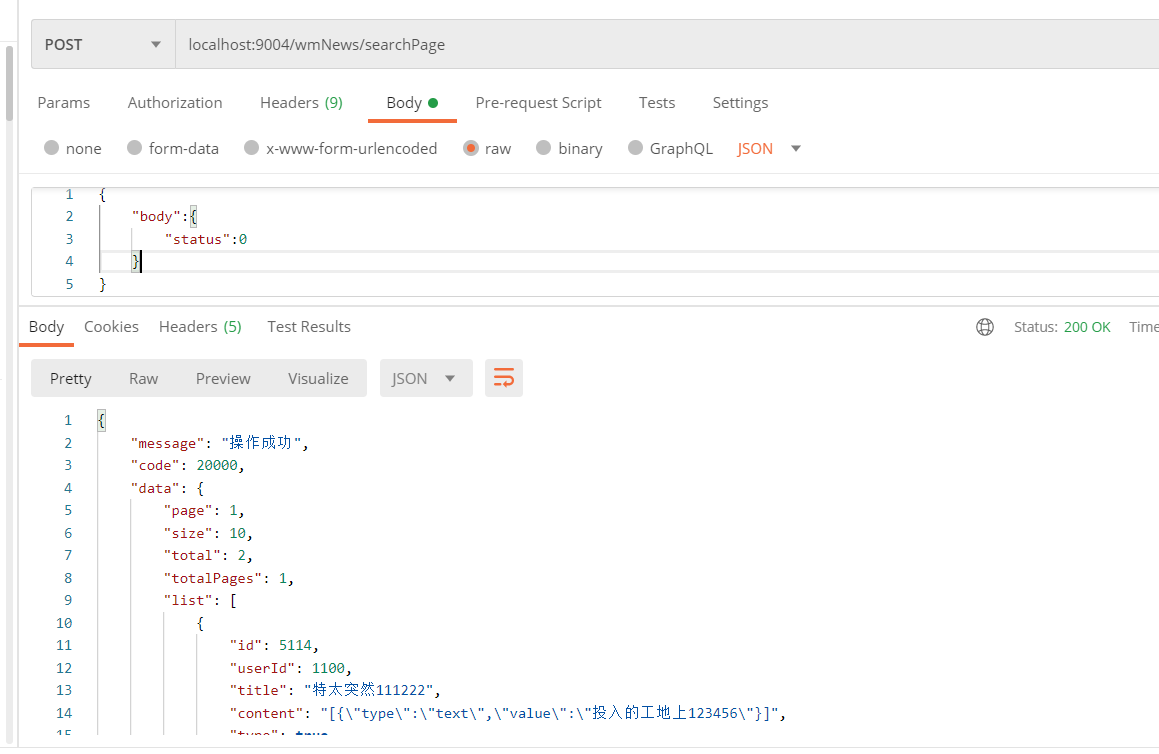 POST localhost:9004/wmNews/searchPage
Params Authorization Headers (9) Body Pre-request Script Tests Settings
none form-data x-www-form-urlencoded raw binary GraphQL JSON
1 {
2 "body":{
3 "status":0
4 }
5 }
Body Cookies Headers (5) Test Results Status: 200 OK Time
Pretty Raw Preview Visualize JSON
1 {
2 "message": "操作成功",
3 "code": 20000,
4 "data": {
5 "page": 1,
6 "size": 10,
7 "total": 2,
8 "totalPages": 1,
9 "list": [
10 {
11 "id": 5114,
12 "userId": 1100,
13 "title": "特太突然111222",
14 "content": "[{\"type\":\"text\",\"value\":\"投入的工地上123456\"}]",
15 "type": true